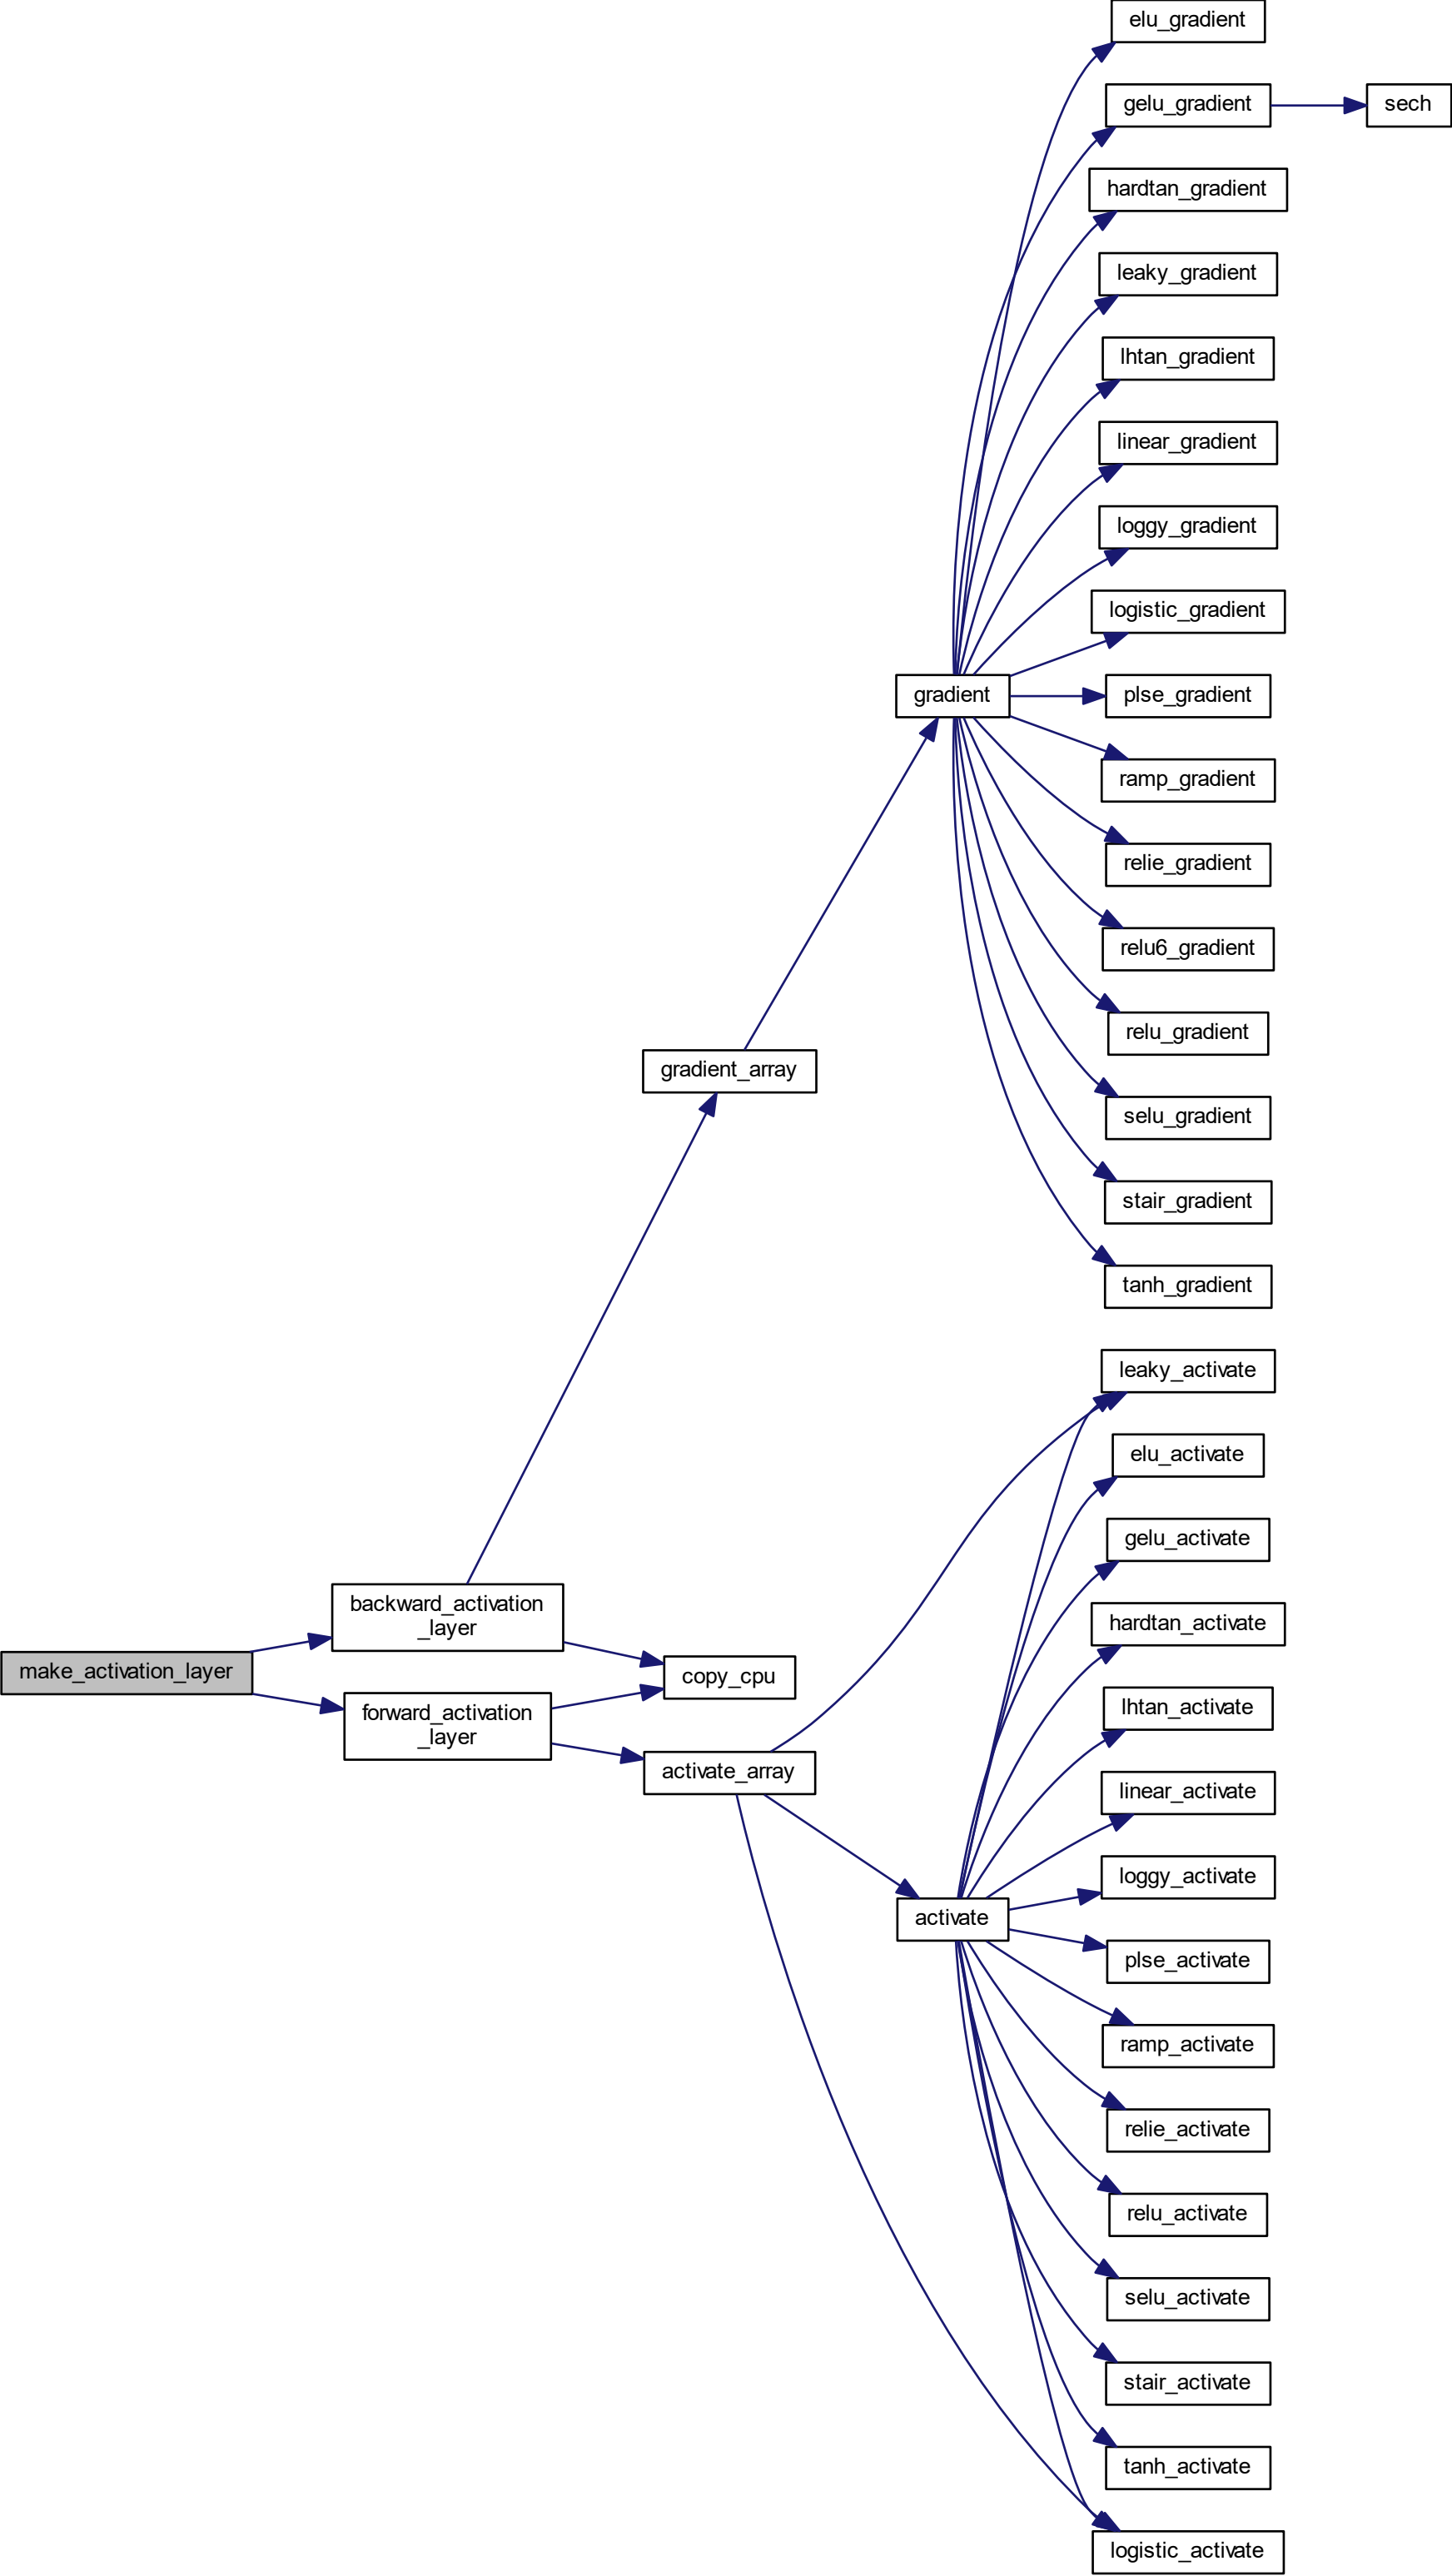 elu_gradient
gelu_gradient
sech
hardtan_gradient
leaky_gradient
lhtan_gradient
linear_gradient
loggy_gradient
logistic_gradient
gradient
plse_gradient
ramp_gradient
relie_gradient
relu6_gradient
relu_gradient
gradient_array
selu_gradient
stair_gradient
tanh_gradient
leaky_activate
elu_activate
gelu_activate
backward_activation
_layer
hardtan_activate
make_activation_layer
copy_cpu
forward_activation
_layer
lhtan_activate
activate_array
linear_activate
loggy_activate
activate
plse_activate
ramp_activate
relie_activate
relu_activate
selu_activate
stair_activate
tanh_activate
logistic_activate